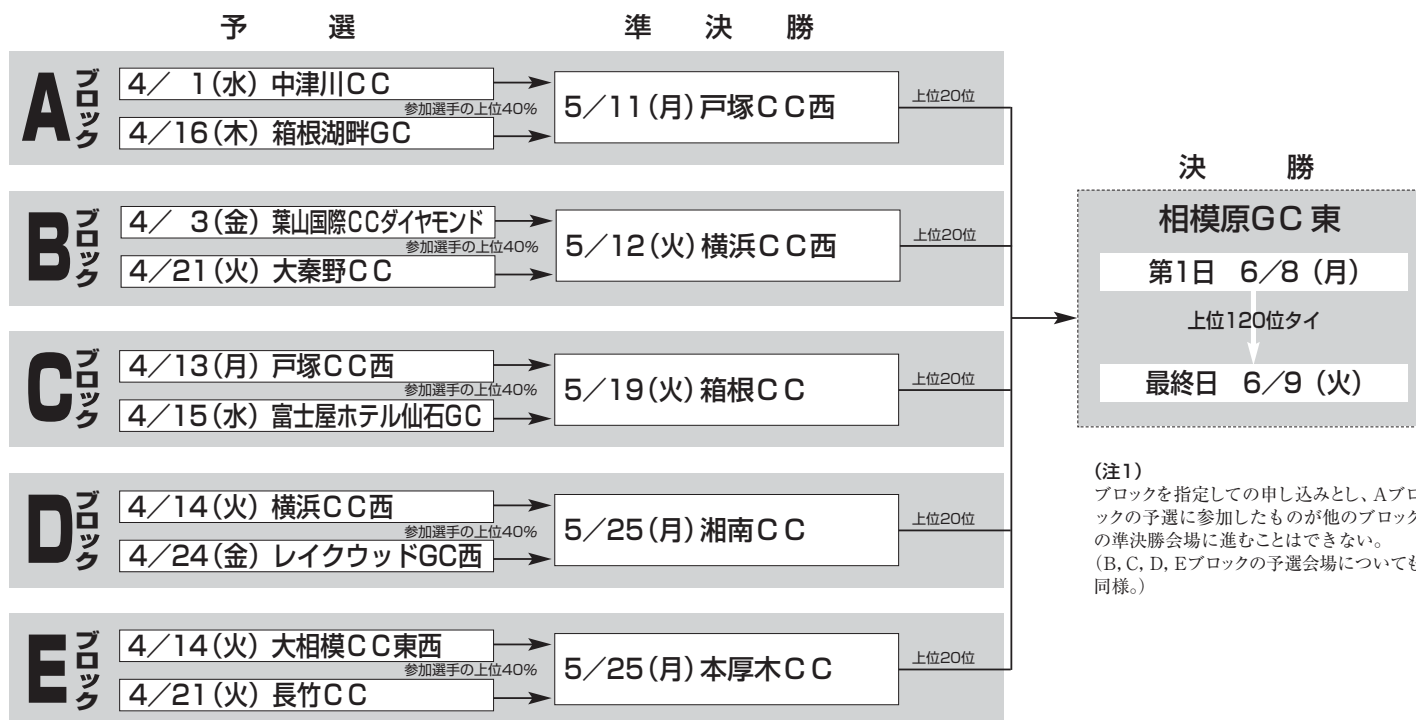 予　選
準　決　勝
Aブロック
4／ 1(水) 中津川CC
参加選手の上位40%
4／16(木) 箱根湖畔GC
5／11(月) 戸塚CC西
上位20位
Bブロック
4／ 3(金) 葉山国際CCダイヤモンド
参加選手の上位40%
4／21(火) 大秦野CC
5／12(火) 横浜CC西
上位20位
Cブロック
4／13(月) 戸塚CC西
参加選手の上位40%
4／15(水) 富士屋ホテル仙石GC
5／19(火) 箱根CC
上位20位
Dブロック
4／14(火) 横浜CC西
参加選手の上位40%
4／24(金) レイクウッドGC西
5／25(月) 湘南CC
上位20位
Eブロック
4／14(火) 大相模CC東西
参加選手の上位40%
4／21(火) 長竹CC
5／25(月) 本厚木CC
上位20位
決　勝
相模原GC 東
第1日 6／8 (月)
上位120位タイ
最終日 6／9 (火)
(注1)
ブロックを指定しての申し込みとし、Aブロ
ックの予選に参加したものが他のブロック
の準決勝会場に進むことはできない。
(B, C, D, Eブロックの予選会場についても
同様。)